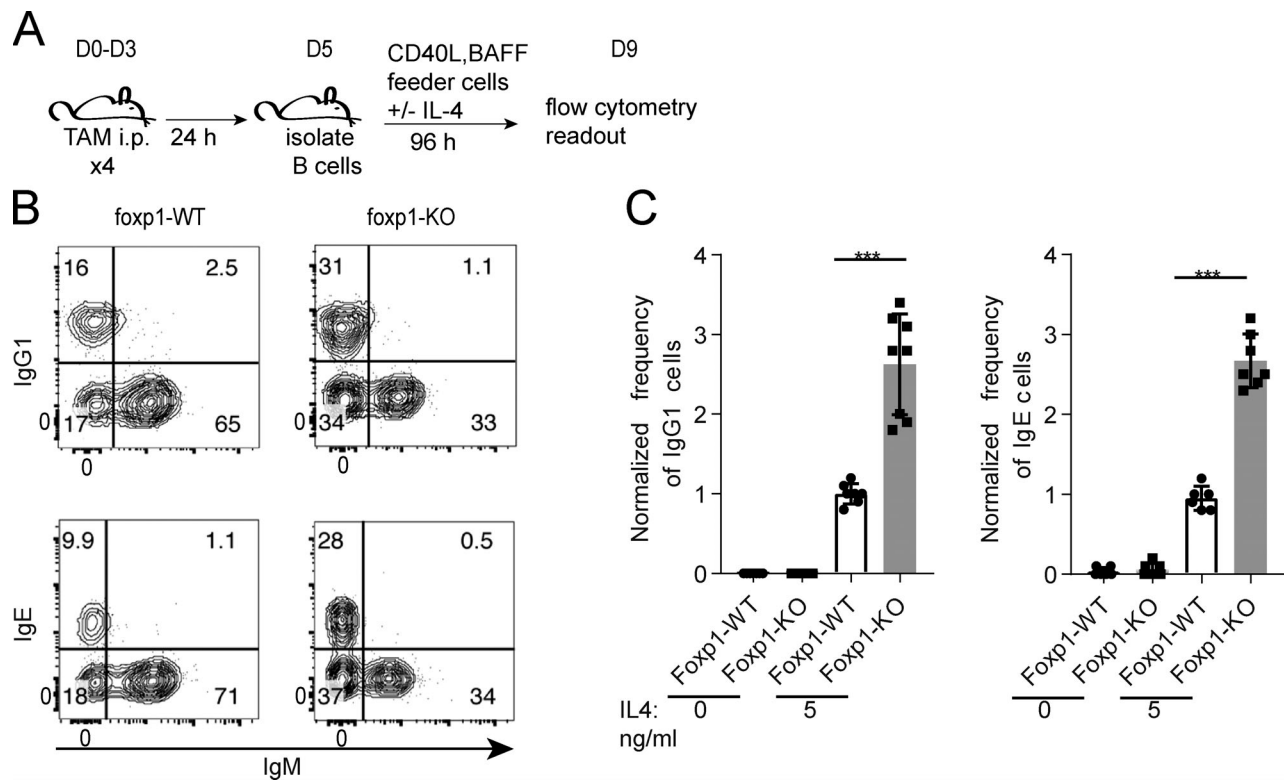 A
D0-D3
D5
CD40L,BAFF
feeder cells
+/- IL-4
D9
TAM i.p.
x4
24 h
isolate
B cells
96 h
flow cytometry
readout
B
foxp1-WT
foxp1-KO
IgG1
16
2.5
0
17
65
0
31
1.1
0
34
33
0
IgE
9.9
1.1
0
18
71
0
28
0.5
0
37
34
0
IgM
C
Normalized frequency
of IgG1 cells
4
3
2
1
0
***
Foxp1-WT
Foxp1-KO
Foxp1-WT
Foxp1-KO
IL4:
ng/ml
0
5
Normalized frequency
of IgE cells
4
3
2
1
0
***
Foxp1-WT
Foxp1-KO
Foxp1-WT
Foxp1-KO
0
5